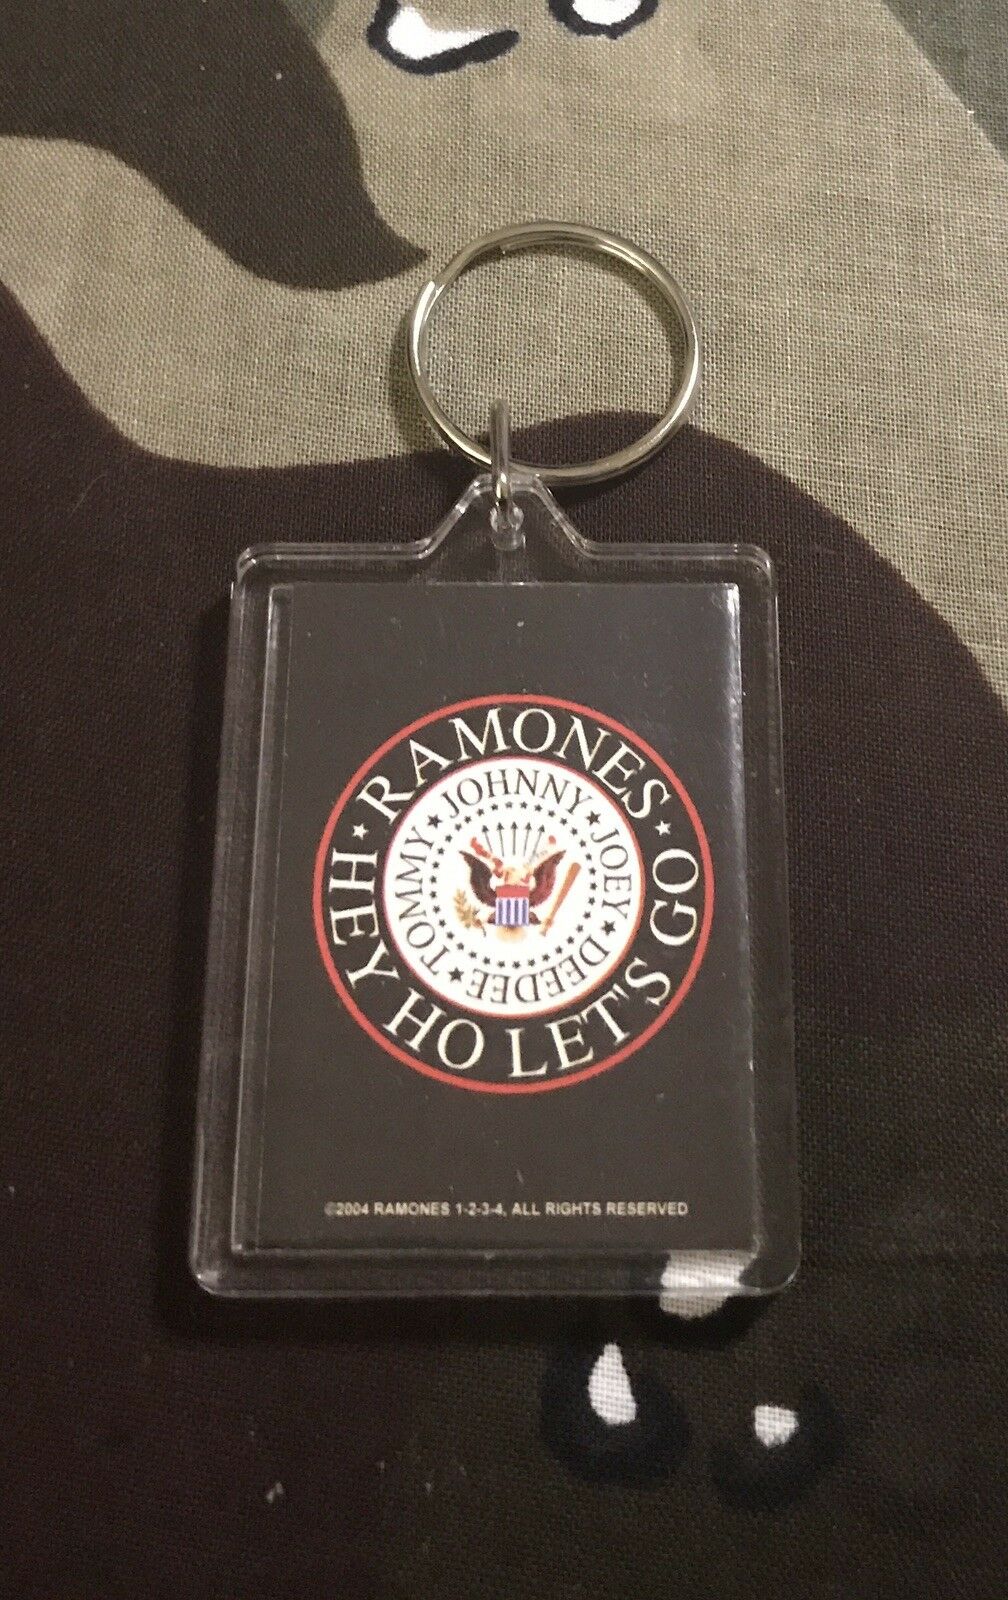 RAMONES
HEY HO LET'S GO
JOHNNY ★ JOEY ★ DEEDEE ★ TOMMY ★
©2004 RAMONES 1-2-3-4, ALL RIGHTS RESERVED